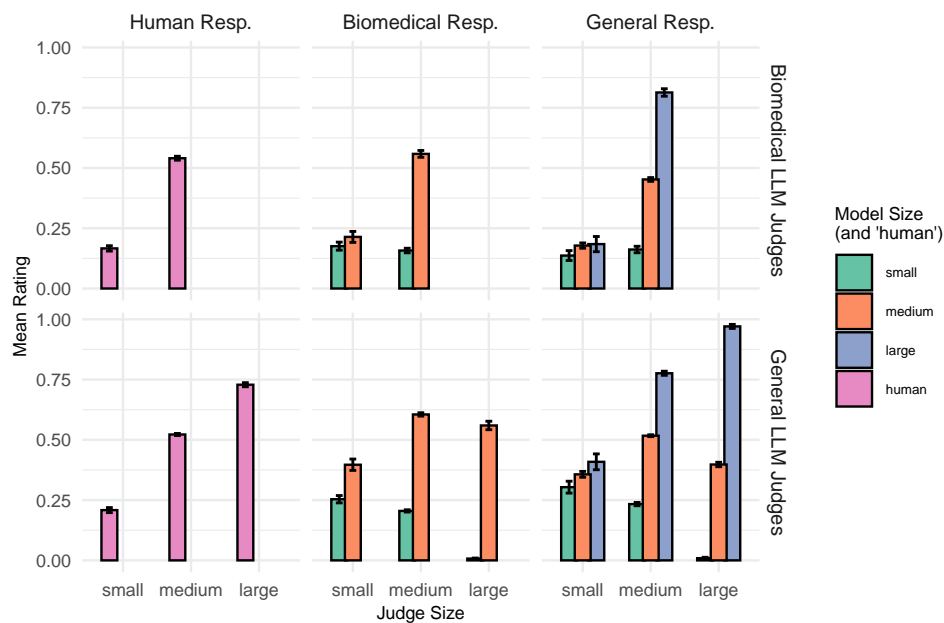 Human Resp. Biomedical Resp. General Resp.
1.00
0.75
0.50
0.25
0.00
Biomedical LLM Judges
1.00
0.75
0.50
0.25
0.00
General LLM Judges
Mean Rating
small medium large small medium large small medium large
Judge Size
Model Size
(and 'human')
small
medium
large
human